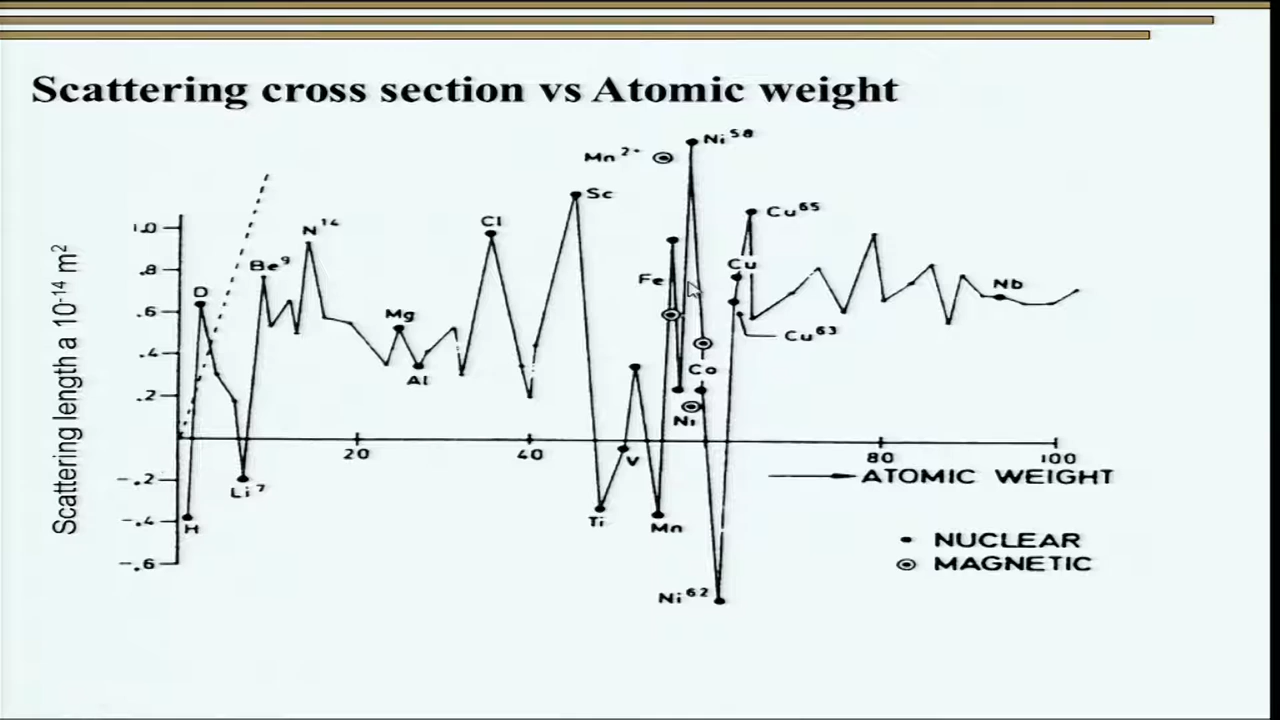 Scattering cross section vs Atomic weight
Scattering length a 10⁻¹⁴ m²
1.0
.8
.6
.4
.2
-.2
-.4
-.6
20
40
80
100
H
D
Li⁷
Be⁹
N¹⁴
Mg
Al
Cl
Sc
Ti
V
Mn
Mn²⁺
Fe
Ni⁵⁸
Co
Ni
Ni⁶²
Cu
Cu⁶⁵
Cu⁶³
Nb
ATOMIC WEIGHT
NUCLEAR
MAGNETIC